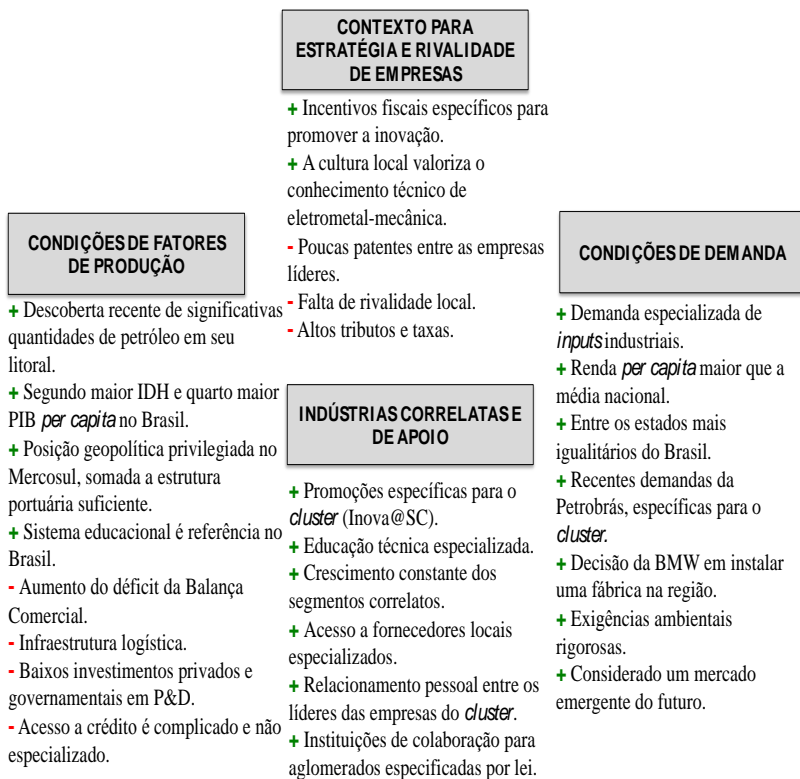 CONTEXTO PARA
ESTRATÉGIA E RIVALIDADE
DE EMPRESAS
+ Incentivos fiscais específicos para
promover a inovação.
+ A cultura local valoriza o
conhecimento técnico de
eletrometal-mecânica.
- Poucas patentes entre as empresas
líderes.
- Falta de rivalidade local.
- Altos tributos e taxas.
CONDIÇÕES DE FATORES
DE PRODUÇÃO
+ Descoberta recente de significativas
quantidades de petróleo em seu
litoral.
+ Segundo maior IDH e quarto maior
PIB per capita no Brasil.
+ Posição geopolítica privilegiada no
Mercosul, somada a estrutura
portuária suficiente.
+ Sistema educacional é referência no
Brasil.
- Aumento do déficit da Balança
Comercial.
- Infraestrutura logística.
- Baixos investimentos privados e
governamentais em P&D.
- Acesso a crédito é complicado e não
especializado.
INDÚSTRIAS CORRELATAS E
DE APOIO
+ Promoções específicas para o
cluster (Inova@SC).
+ Educação técnica especializada.
+ Crescimento constante dos
segmentos correlatos.
+ Acesso a fornecedores locais
especializados.
+ Relacionamento pessoal entre os
líderes das empresas do cluster.
+ Instituições de colaboração para
aglomerados especificadas por lei.
CONDIÇÕES DE DEMANDA
+ Demanda especializada de
inputs industriais.
+ Renda per capita maior que a
média nacional.
+ Entre os estados mais
igualitários do Brasil.
+ Recentes demandas da
Petrobrás, específicas para o
cluster.
+ Decisão da BMW em instalar
uma fábrica na região.
+ Exigências ambientais
rigorosas.
+ Considerado um mercado
emergente do futuro.